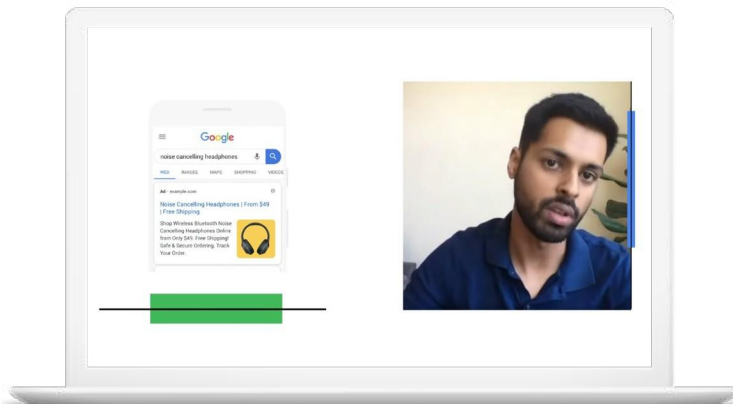 Google
noise cancelling headphones
WEB IMAGES MAPS SHOPPING VIDEOS
Ad · example.com
Noise Cancelling Headphones | From $49
| Free Shipping
Shop Wireless Bluetooth Noise
Cancelling Headphones Online
from Only $49. Free Shipping!
Safe & Secure Ordering. Track
Your Order.